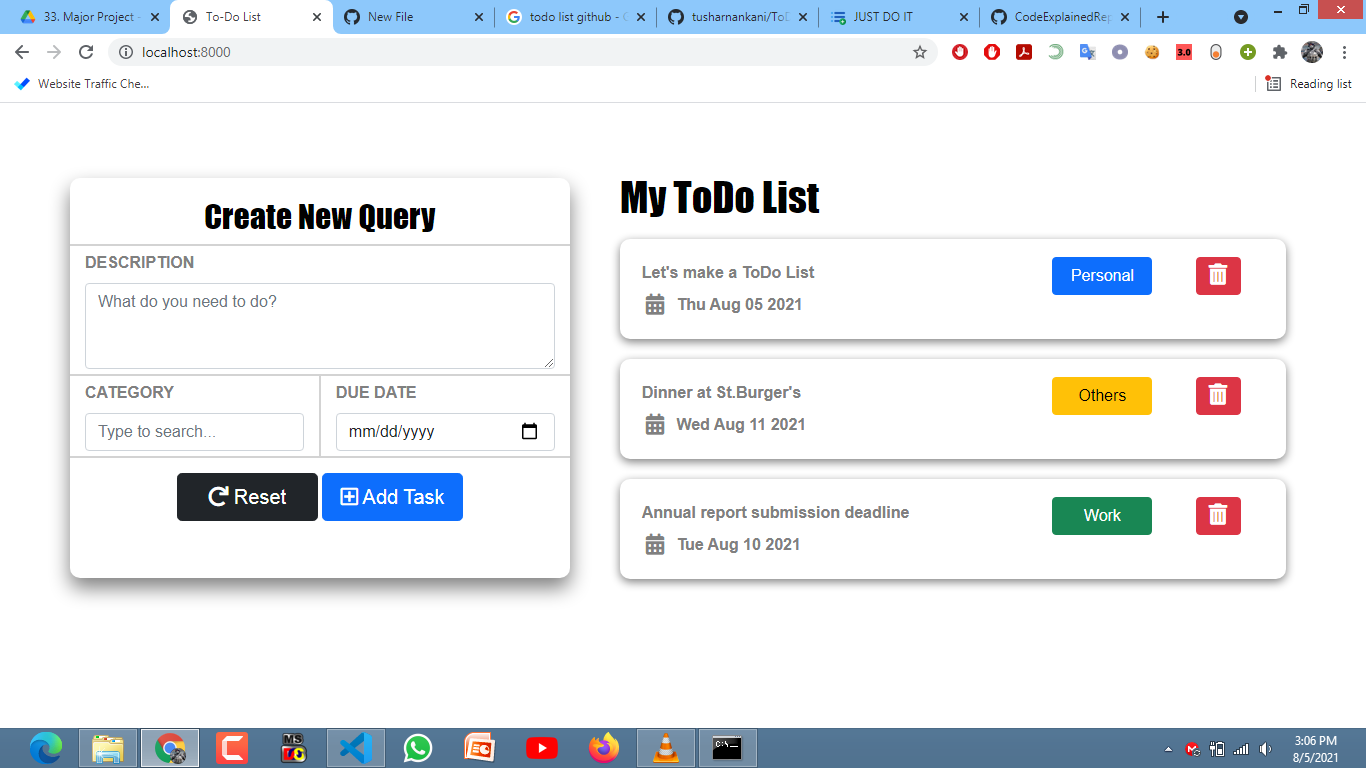 33. Major Project -
To-Do List
New File
todo list github -
tusharnankani/ToD
JUST DO IT
CodeExplainedRep
localhost:8000
3.0
Website Traffic Che...
Reading list
Create New Query
DESCRIPTION
What do you need to do?
CATEGORY
DUE DATE
Type to search...
mm/dd/yyyy
Reset
Add Task
My ToDo List
Let's make a ToDo List
Personal
Thu Aug 05 2021
Dinner at St.Burger's
Others
Wed Aug 11 2021
Annual report submission deadline
Work
Tue Aug 10 2021
MS
3:06 PM
8/5/2021